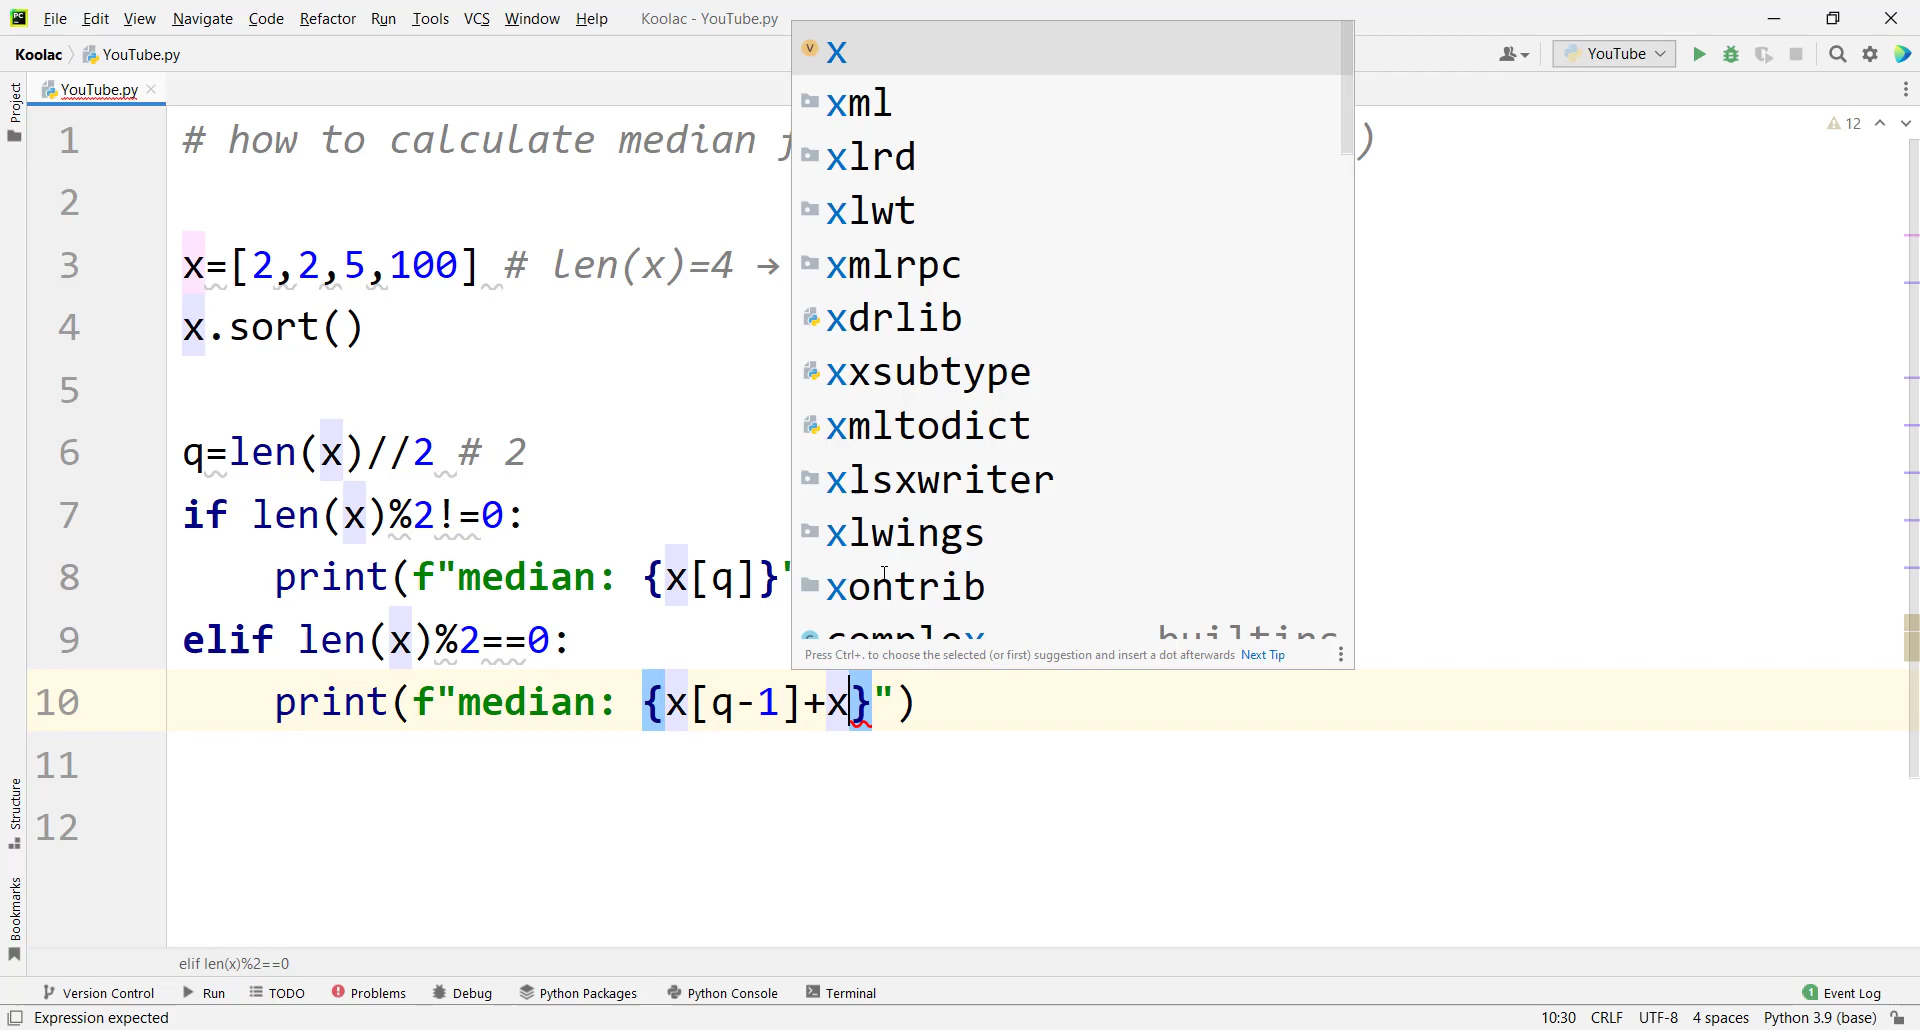 File Edit View Navigate Code Refactor Run Tools VCS Window Help Koolac - YouTube.py
Koolac YouTube.py
YouTube
YouTube.py
Project
12
1 # how to calculate median )
2
3 x=[2,2,5,100] # len(x)=4 →
4 x.sort()
5
6 q=len(x)//2 # 2
7 if len(x)%2!=0:
8 print(f"median: {x[q]}"
9 elif len(x)%2==0:
10 print(f"median: {x[q-1]+x}")
11
12
x
xml
xlrd
xlwt
xmlrpc
xdrlib
xxsubtype
xmltodict
xlsxwriter
xlwings
xontrib
complex builtins
Press Ctrl+. to choose the selected (or first) suggestion and insert a dot afterwards Next Tip
Structure
Bookmarks
elif len(x)%2==0
Version Control Run TODO Problems Debug Python Packages Python Console Terminal 1 Event Log
Expression expected 10:30 CRLF UTF-8 4 spaces Python 3.9 (base)